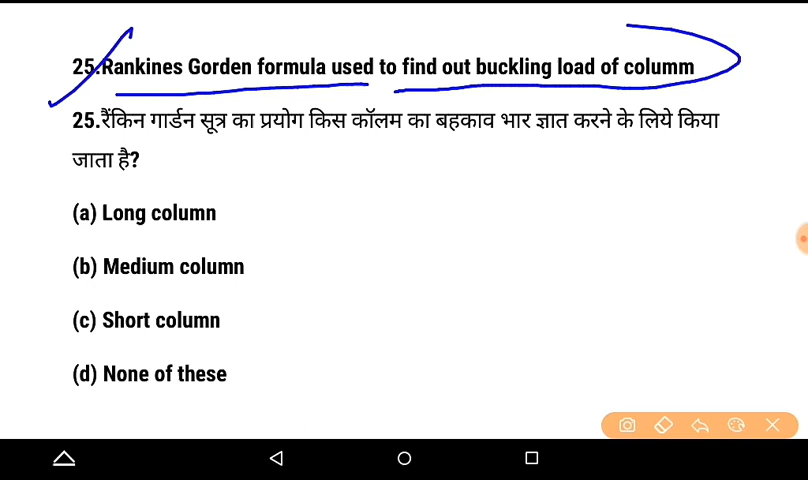 25.Rankines Gorden formula used to find out buckling load of columm
25.रैंकिन गार्डन सूत्र का प्रयोग किस कॉलम का बहकाव भार ज्ञात करने के लिये किया
जाता है?
(a) Long column
(b) Medium column
(c) Short column
(d) None of these